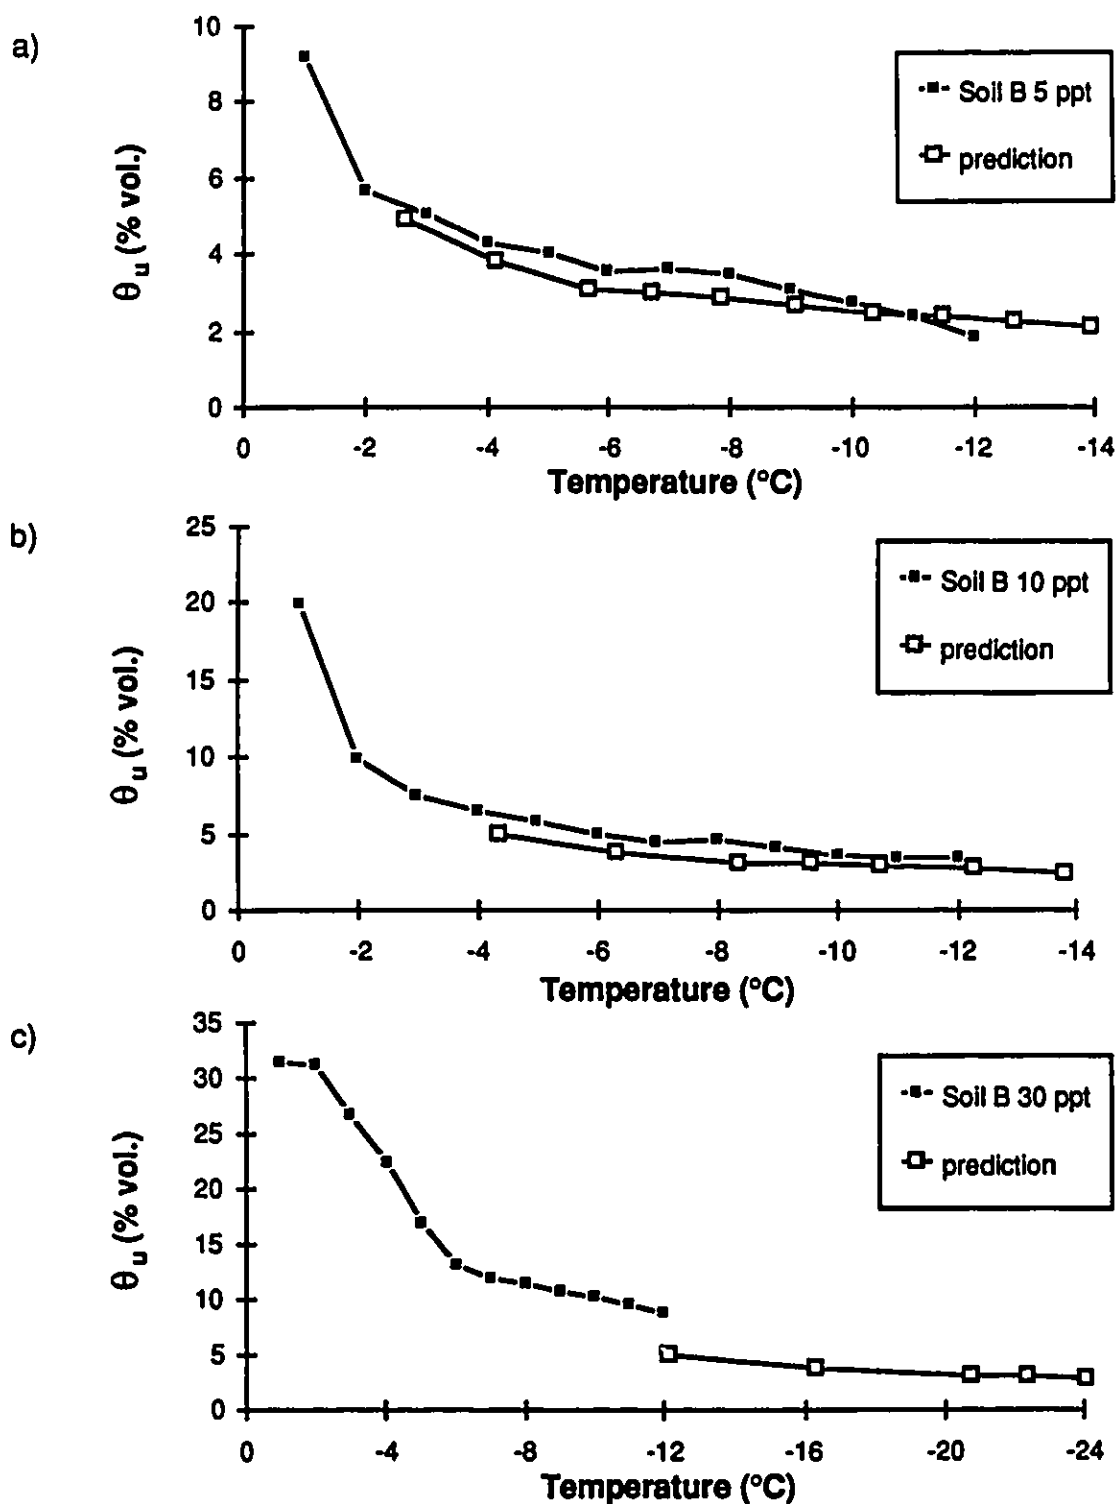 a)
10
8
6
4
2
0
θu (% vol.)
Soil B 5 ppt
prediction
0 -2 -4 -6 -8 -10 -12 -14
Temperature (°C)
b)
25
20
15
10
5
0
θu (% vol.)
Soil B 10 ppt
prediction
0 -2 -4 -6 -8 -10 -12 -14
Temperature (°C)
c)
35
30
25
20
15
10
5
0
θu (% vol.)
Soil B 30 ppt
prediction
0 -4 -8 -12 -16 -20 -24
Temperature (°C)